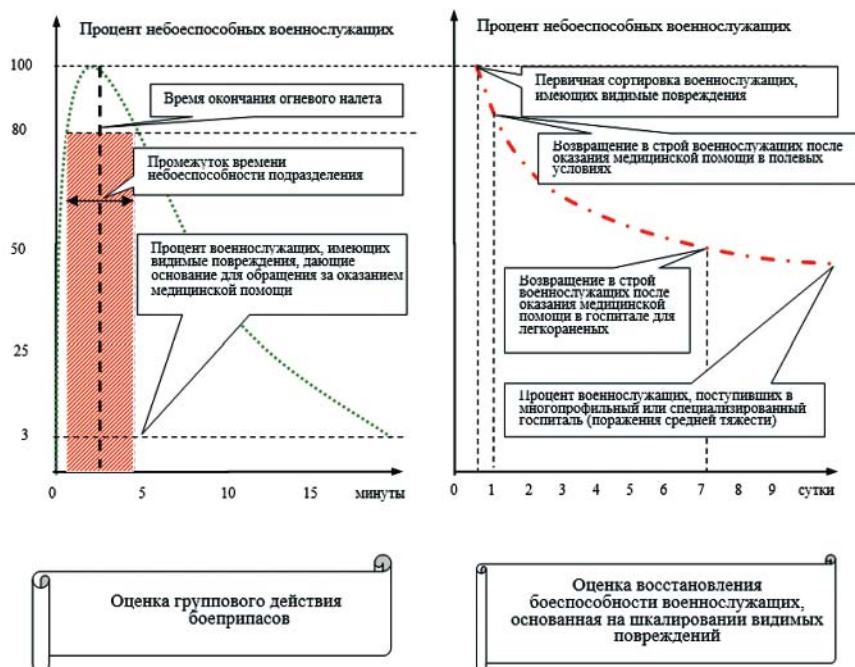 Процент небоеспособных военнослужащих
100
80
50
25
3
Время окончания огневого налета
Промежуток времени
небоеспособности подразделения
Процент военнослужащих, имеющих
видимые повреждения, дающие
основание для обращения за оказанием
медицинской помощи
0
5
10
15
минуты
Процент небоеспособных военнослужащих
Первичная сортировка военнослужащих,
имеющих видимые повреждения
Возвращение в строй военнослужащих после
оказания медицинской помощи в полевых
условиях
Возвращение в строй
военнослужащих после
оказания медицинской
помощи в госпитале для
легкораненых
Процент военнослужащих, поступивших в
многопрофильный или специализированный
госпиталь (поражения средней тяжести)
0
1
2
3
4
5
6
7
8
9
сутки
Оценка группового действия
боеприпасов
Оценка восстановления
боеспособности военнослужащих,
основанная на шкалировании видимых
повреждений